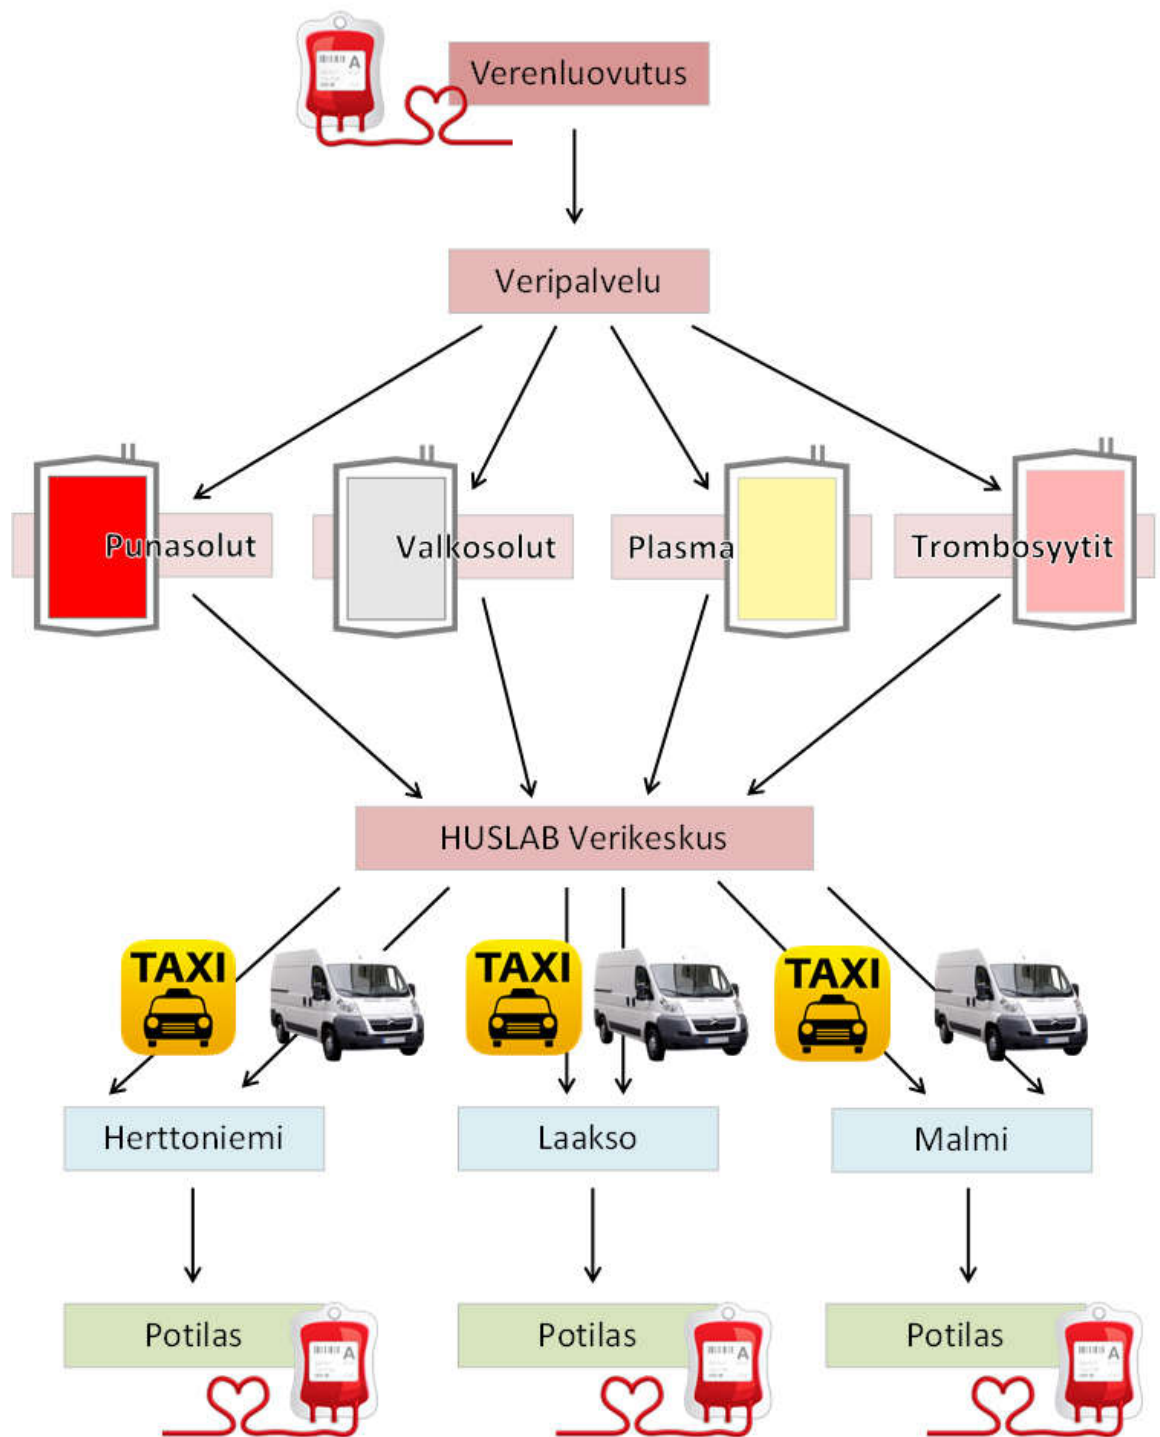 A
Verenluovutus
Veripalvelu
Punasolut
Valkosolut
Plasma
Trombosyytit
HUSLAB Verikeskus
TAXI
TAXI
TAXI
Herttoniemi
Laakso
Malmi
Potilas
A
Potilas
A
Potilas
A